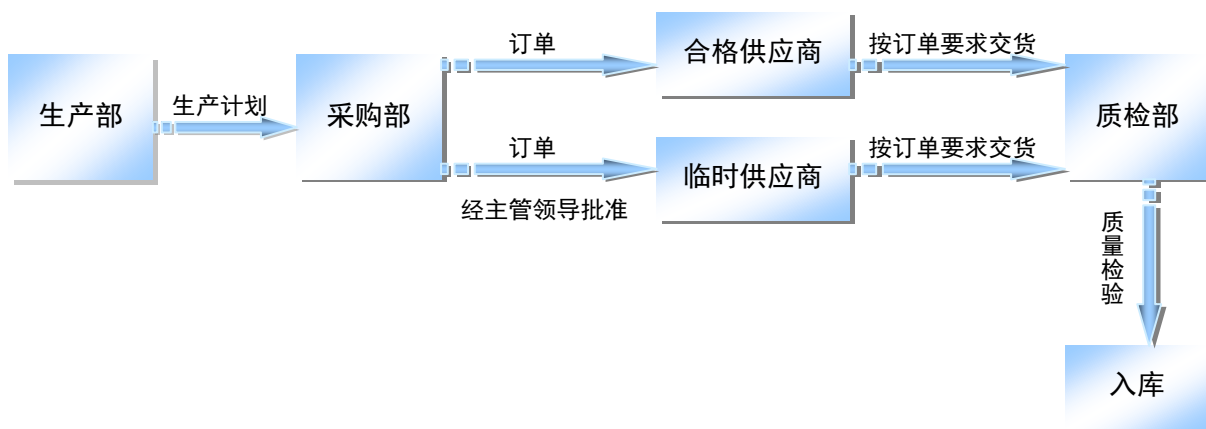 生产部
生产计划
采购部
订单
合格供应商
按订单要求交货
订单
经主管领导批准
临时供应商
按订单要求交货
质检部
质量检验
入库